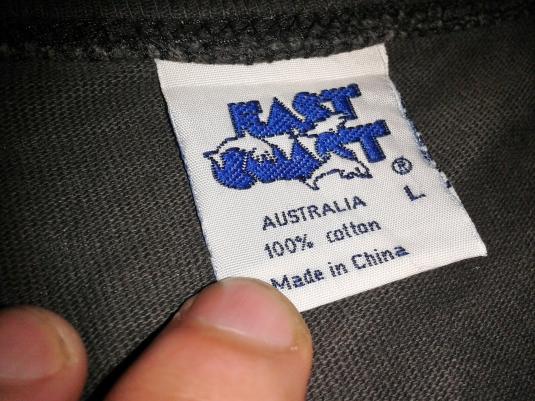 EAST
COAST
®
L
AUSTRALIA
100% cotton
Made in China